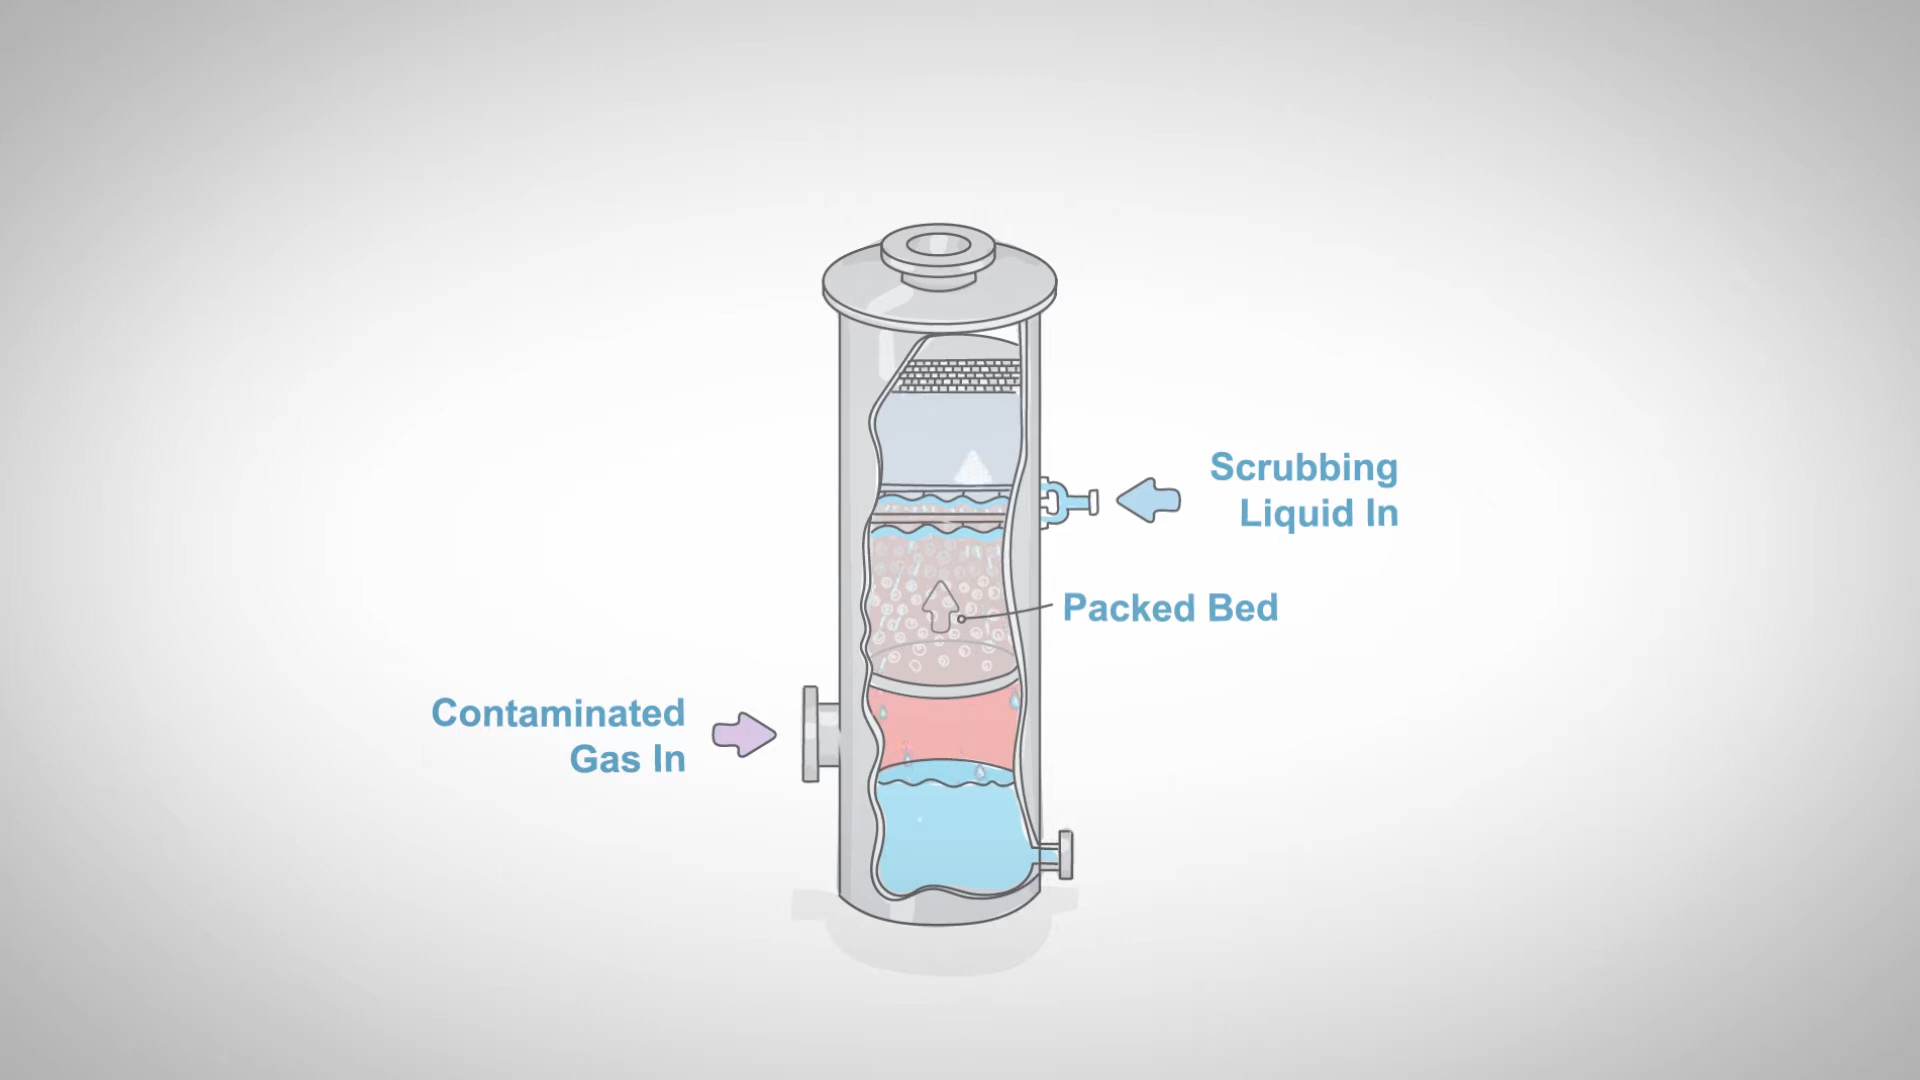 Scrubbing
Liquid In
Packed Bed
Contaminated
Gas In